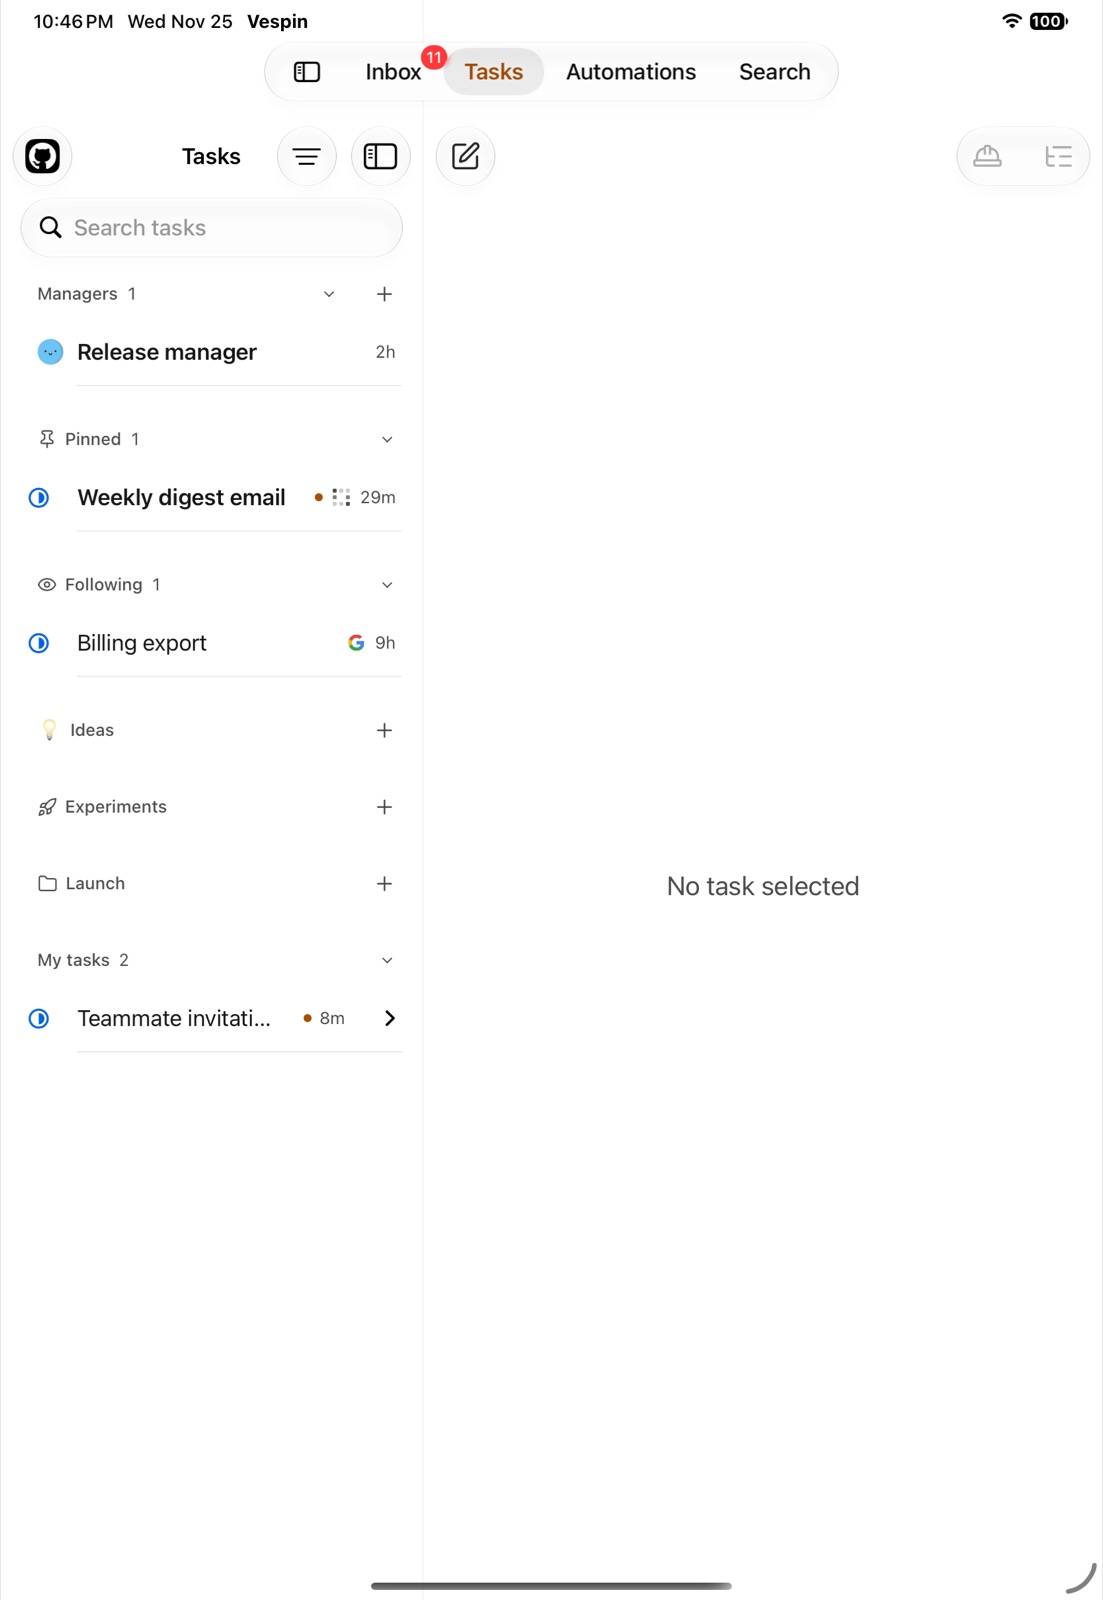 10:46 PM Wed Nov 25 Vespin
100
Inbox 11 Tasks Automations Search
Tasks
Search tasks
Managers 1
Release manager 2h
Pinned 1
Weekly digest email 29m
Following 1
Billing export 9h
Ideas
Experiments
Launch
No task selected
My tasks 2
Teammate invitati... 8m